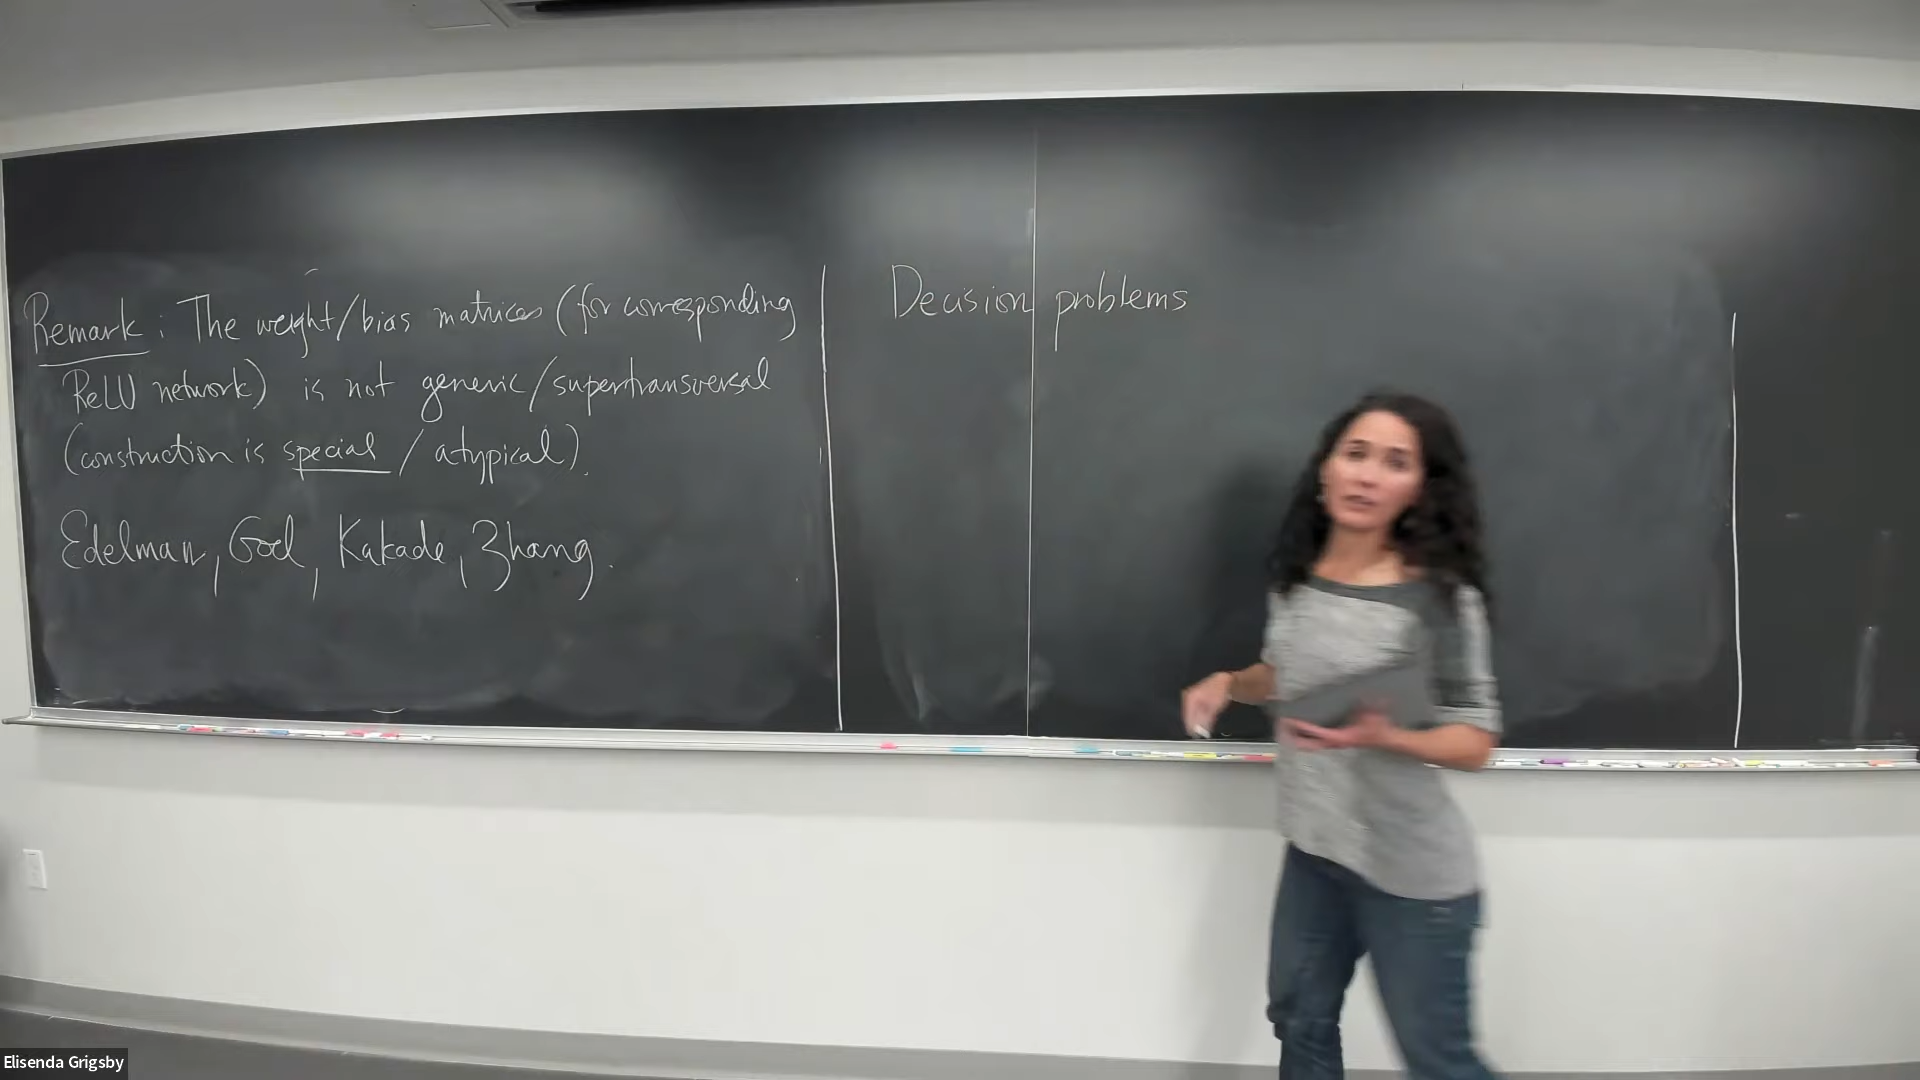 Remark: The weight/bias matrices (for corresponding
ReLU network) is not generic/supertransversal
(construction is special / atypical).
Edelman, Goel, Kakade, Zhang.
Decision problems
Elisenda Grigsby